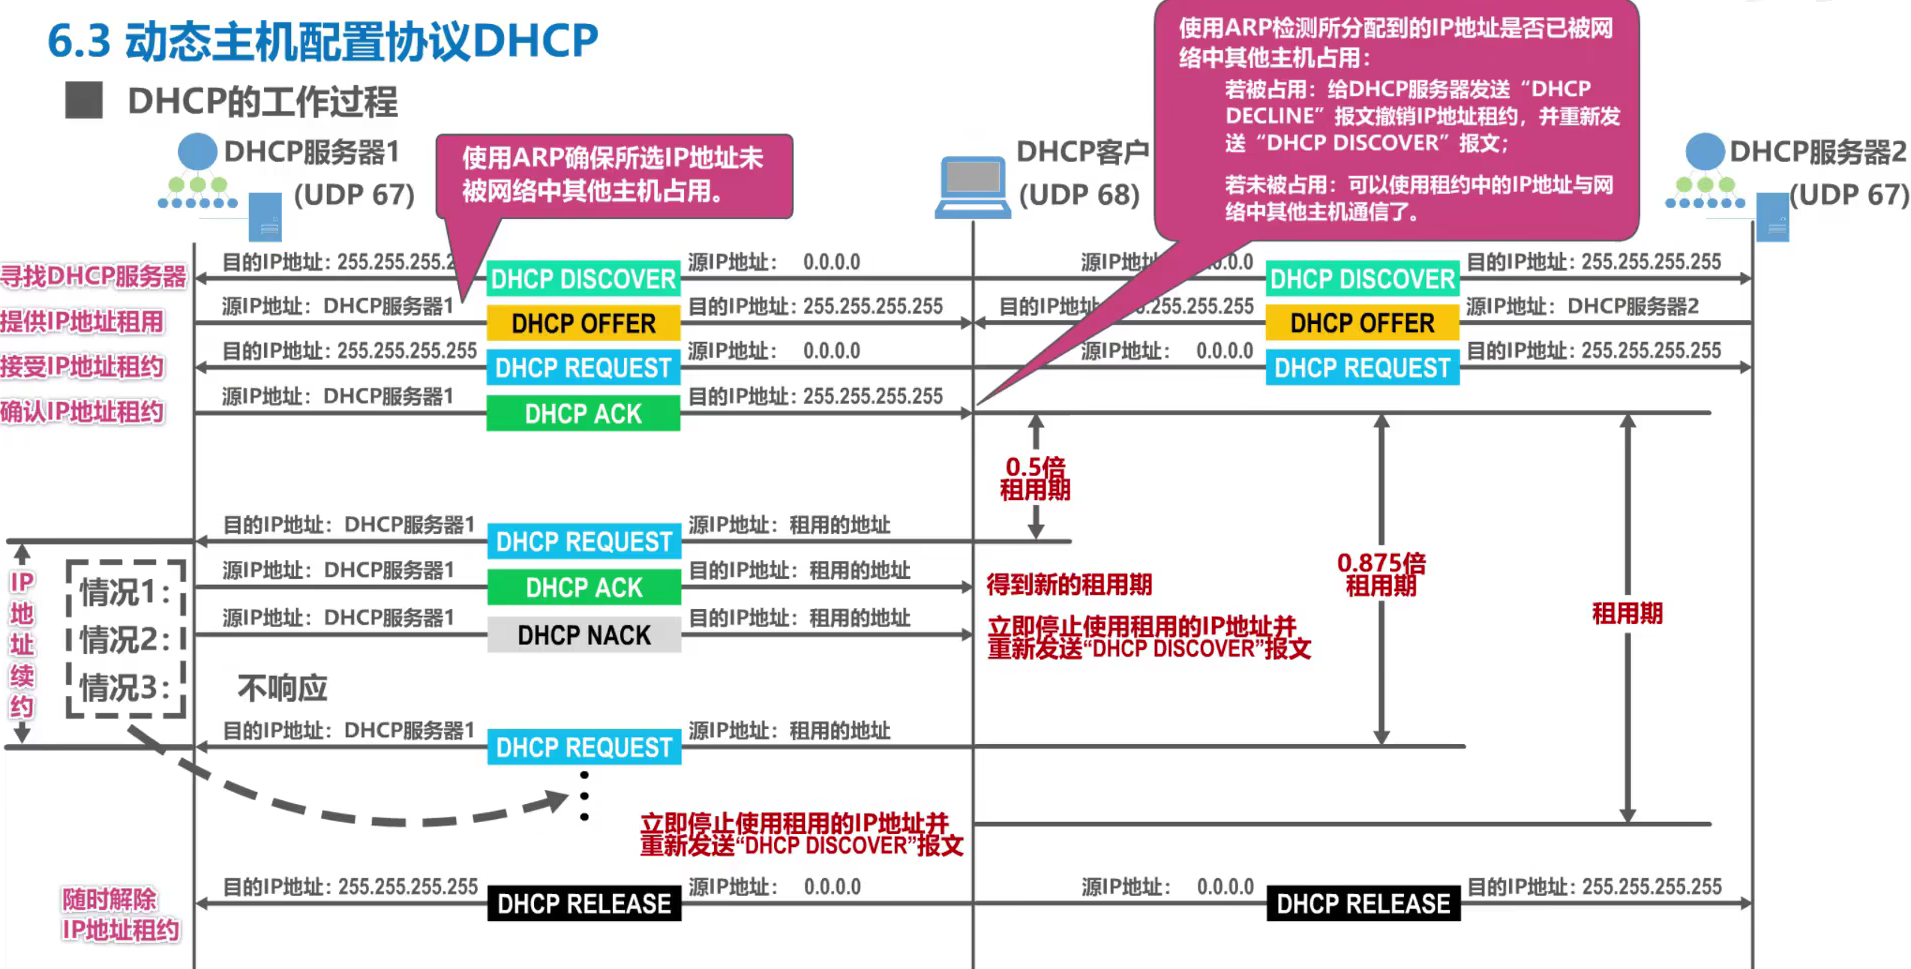 6.3 动态主机配置协议DHCP
DHCP的工作过程
使用ARP检测所分配到的IP地址是否已被网
络中其他主机占用：
若被占用：给DHCP服务器发送“DHCP
DECLINE”报文撤销IP地址租约，并重新发
送“DHCP DISCOVER”报文；
若未被占用：可以使用租约中的IP地址与网
络中其他主机通信了。
DHCP服务器1
(UDP 67)
使用ARP确保所选IP地址未
被网络中其他主机占用。
DHCP客户
(UDP 68)
DHCP服务器2
(UDP 67)
寻找DHCP服务器
目的IP地址：255.255.255.2
DHCP DISCOVER
源IP地址： 0.0.0.0
源IP地 .0.0.0
DHCP DISCOVER
目的IP地址：255.255.255.255
提供IP地址租用
源IP地址：DHCP服务器1
DHCP OFFER
目的IP地址：255.255.255.255
目的IP地址 255.255.255
DHCP OFFER
源IP地址：DHCP服务器2
接受IP地址租约
目的IP地址：255.255.255.255
DHCP REQUEST
源IP地址： 0.0.0.0
源IP地址： 0.0.0.0
DHCP REQUEST
目的IP地址：255.255.255.255
确认IP地址租约
源IP地址：DHCP服务器1
DHCP ACK
目的IP地址：255.255.255.255
0.5倍
租用期
0.875倍
租用期
租用期
IP
地
址
续
约
目的IP地址：DHCP服务器1
DHCP REQUEST
源IP地址：租用的地址
情况1：
源IP地址：DHCP服务器1
DHCP ACK
目的IP地址：租用的地址
得到新的租用期
情况2：
源IP地址：DHCP服务器1
DHCP NACK
目的IP地址：租用的地址
立即停止使用租用的IP地址并
重新发送“DHCP DISCOVER”报文
情况3：
不响应
目的IP地址：DHCP服务器1
DHCP REQUEST
源IP地址：租用的地址
立即停止使用租用的IP地址并
重新发送“DHCP DISCOVER”报文
随时解除
IP地址租约
目的IP地址：255.255.255.255
DHCP RELEASE
源IP地址： 0.0.0.0
源IP地址： 0.0.0.0
DHCP RELEASE
目的IP地址：255.255.255.255